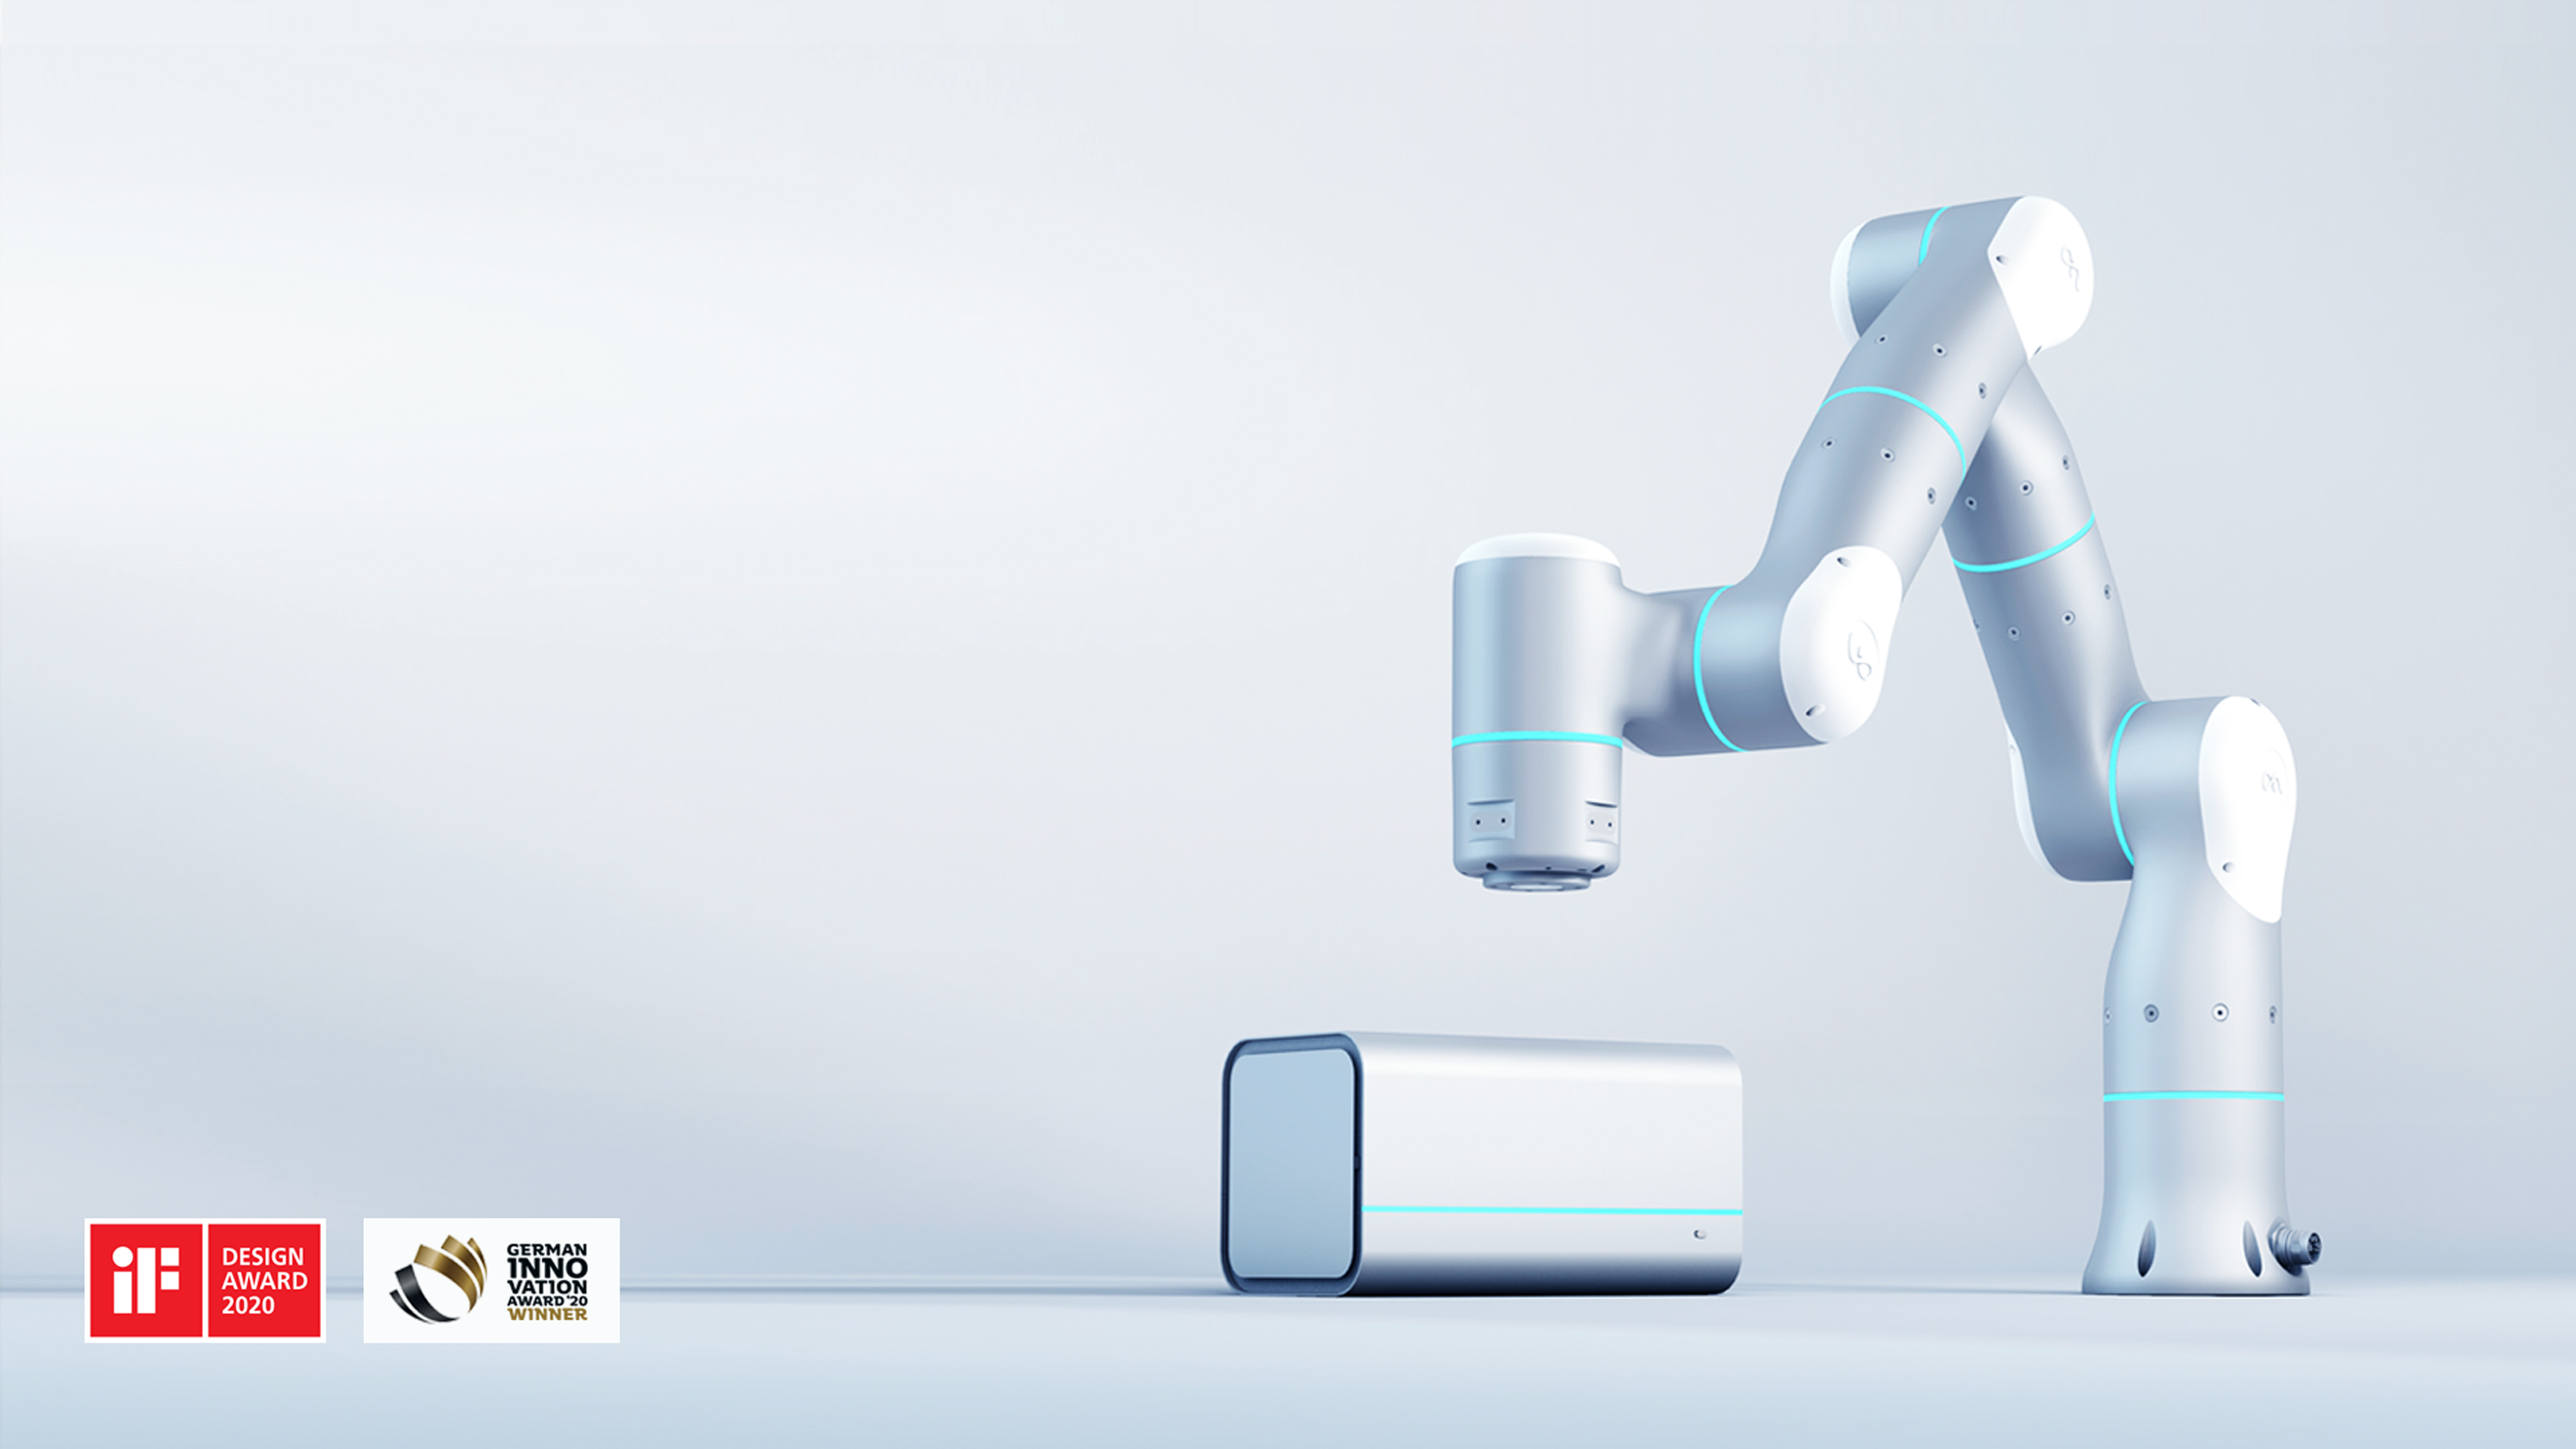 iF
DESIGN
AWARD
2020
GERMAN
INNO
VATION
AWARD '20
WINNER